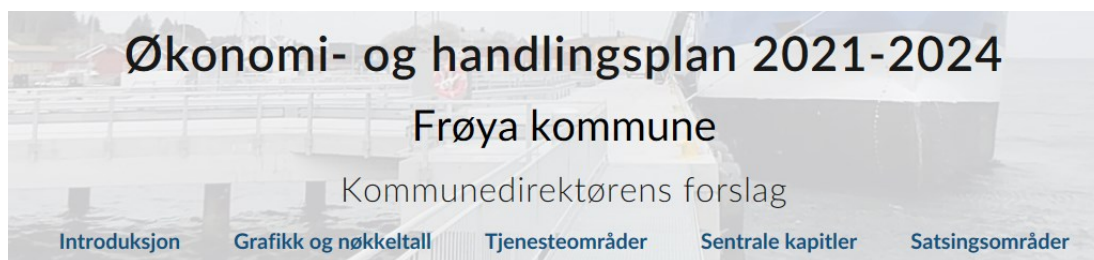 Økonomi- og handlingsplan 2021-2024
Frøya kommune
Kommunedirektørens forslag
Introduksjon Grafikk og nøkkeltall Tjenesteområder Sentrale kapitler Satsingsområder